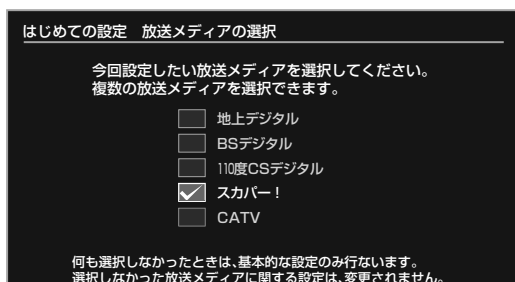 はじめての設定　放送メディアの選択
今回設定したい放送メディアを選択してください。
複数の放送メディアを選択できます。
地上デジタル
BSデジタル
110度CSデジタル
スカパー！
CATV
何も選択しなかったときは、基本的な設定のみ行ないます。
選択しなかった放送メディアに関する設定は、変更されません。